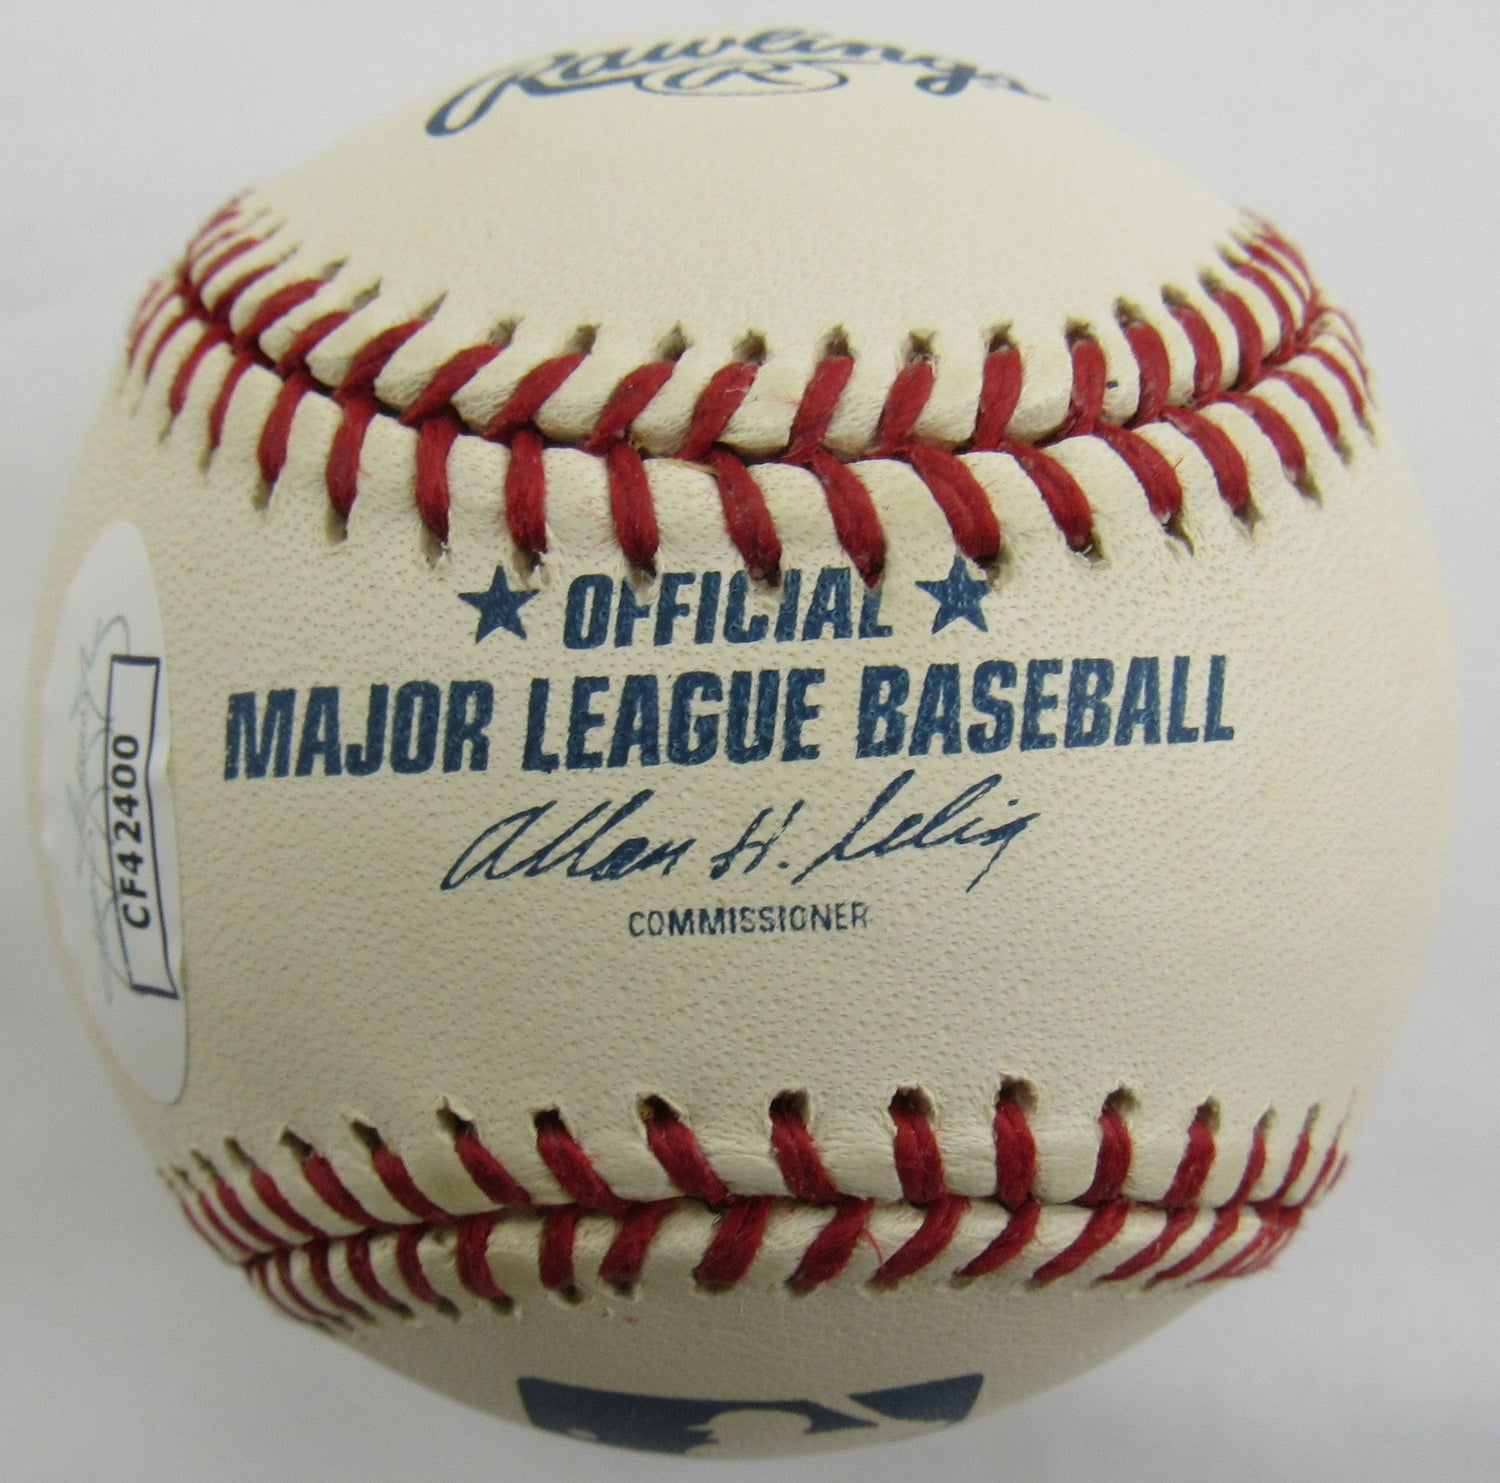 Rawlings
R
★ OFFICIAL ★
MAJOR LEAGUE BASEBALL
Allan H. Selig
COMMISSIONER
CF42400